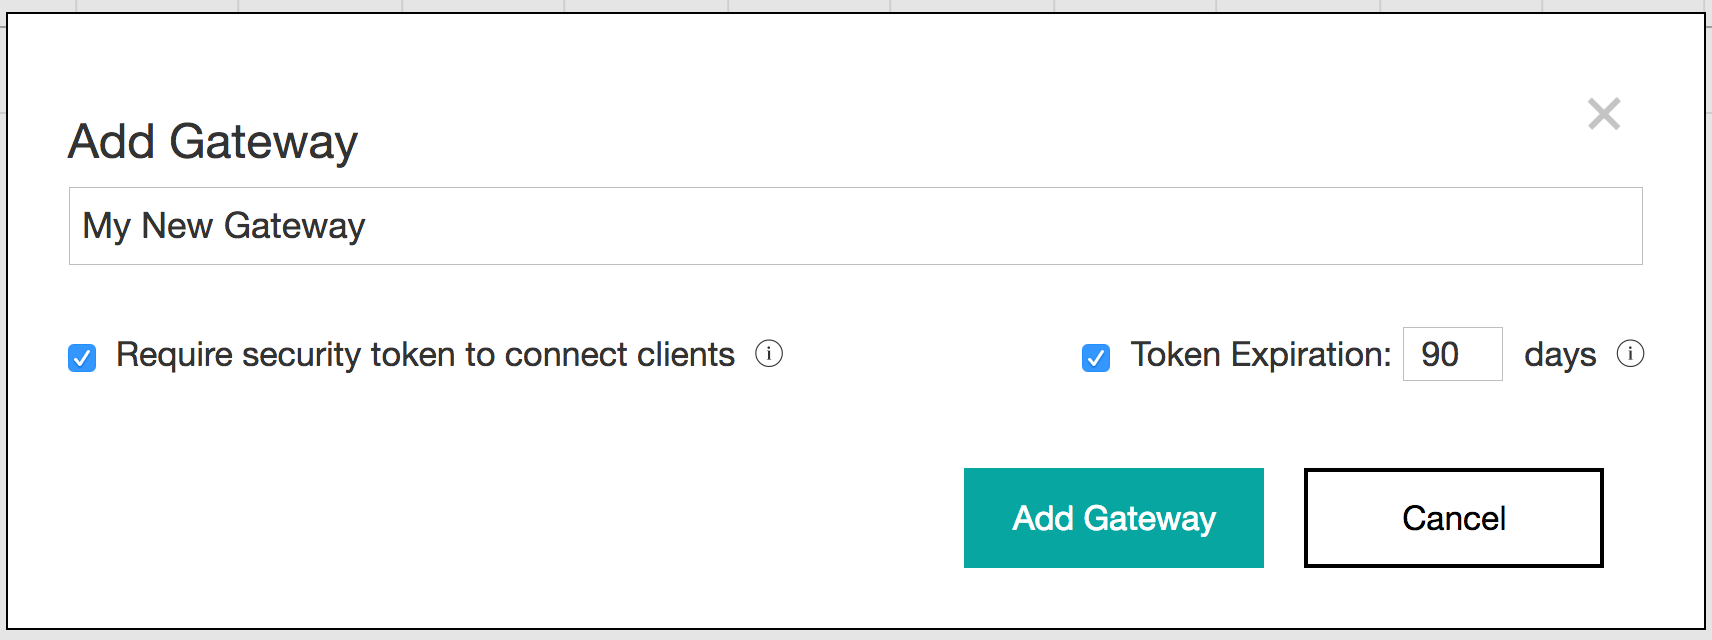 Add Gateway
My New Gateway
Require security token to connect clients
Token Expiration: 90 days
Add Gateway
Cancel